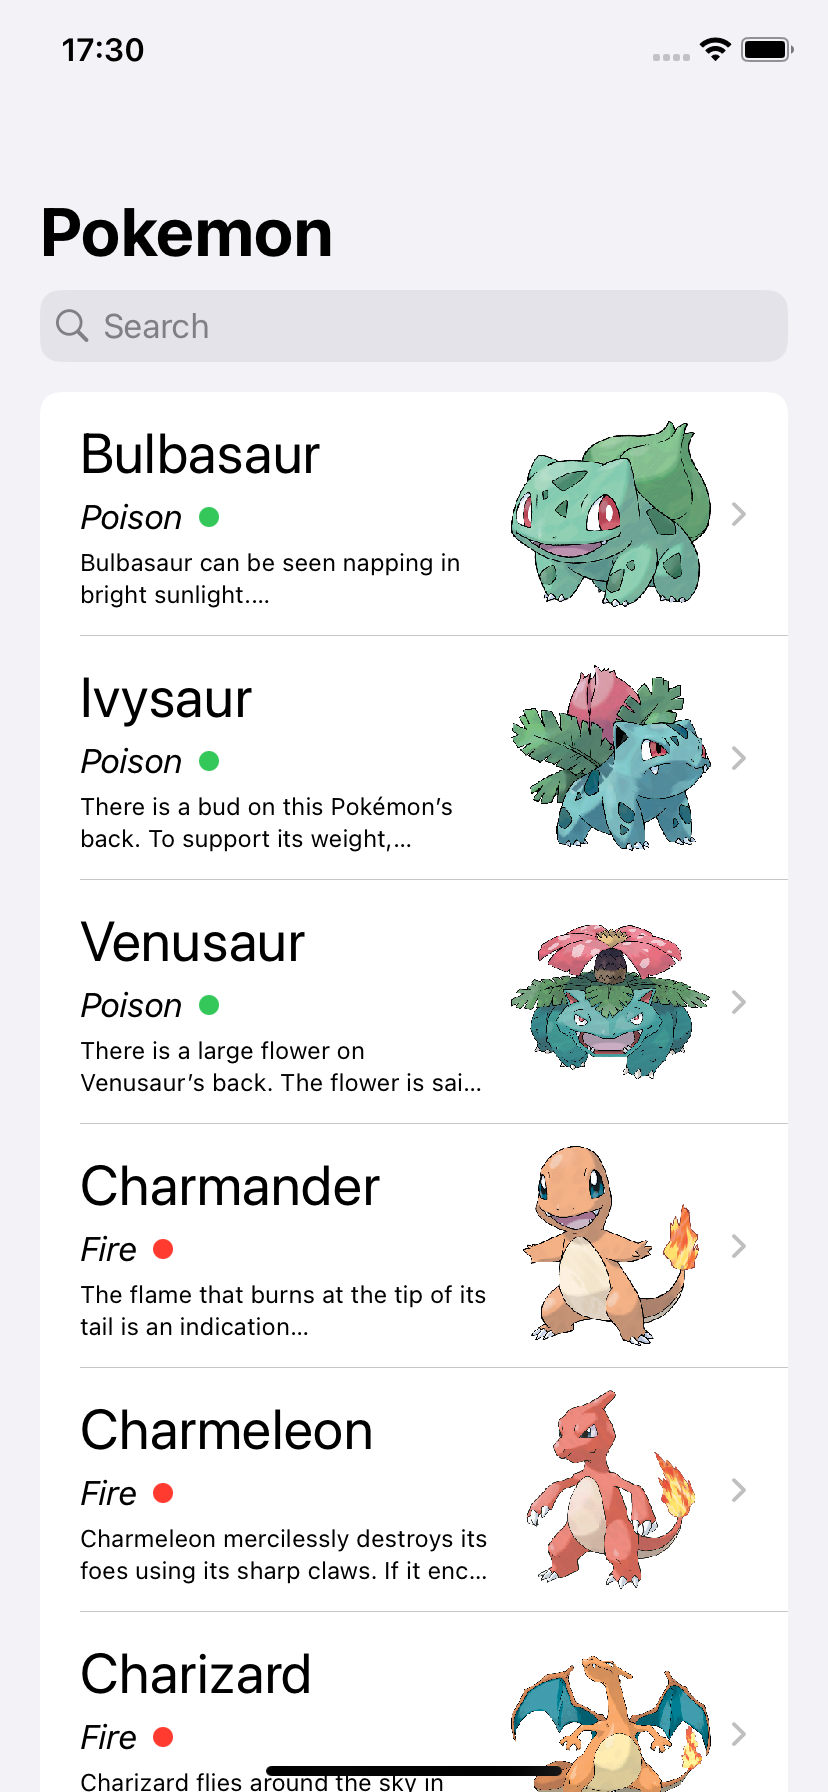 17:30
Pokemon
Search
Bulbasaur
Poison
Bulbasaur can be seen napping in
bright sunlight....
Ivysaur
Poison
There is a bud on this Pokémon’s
back. To support its weight,...
Venusaur
Poison
There is a large flower on
Venusaur’s back. The flower is sai...
Charmander
Fire
The flame that burns at the tip of its
tail is an indication...
Charmeleon
Fire
Charmeleon mercilessly destroys its
foes using its sharp claws. If it enc...
Charizard
Fire
Charizard flies around the sky in